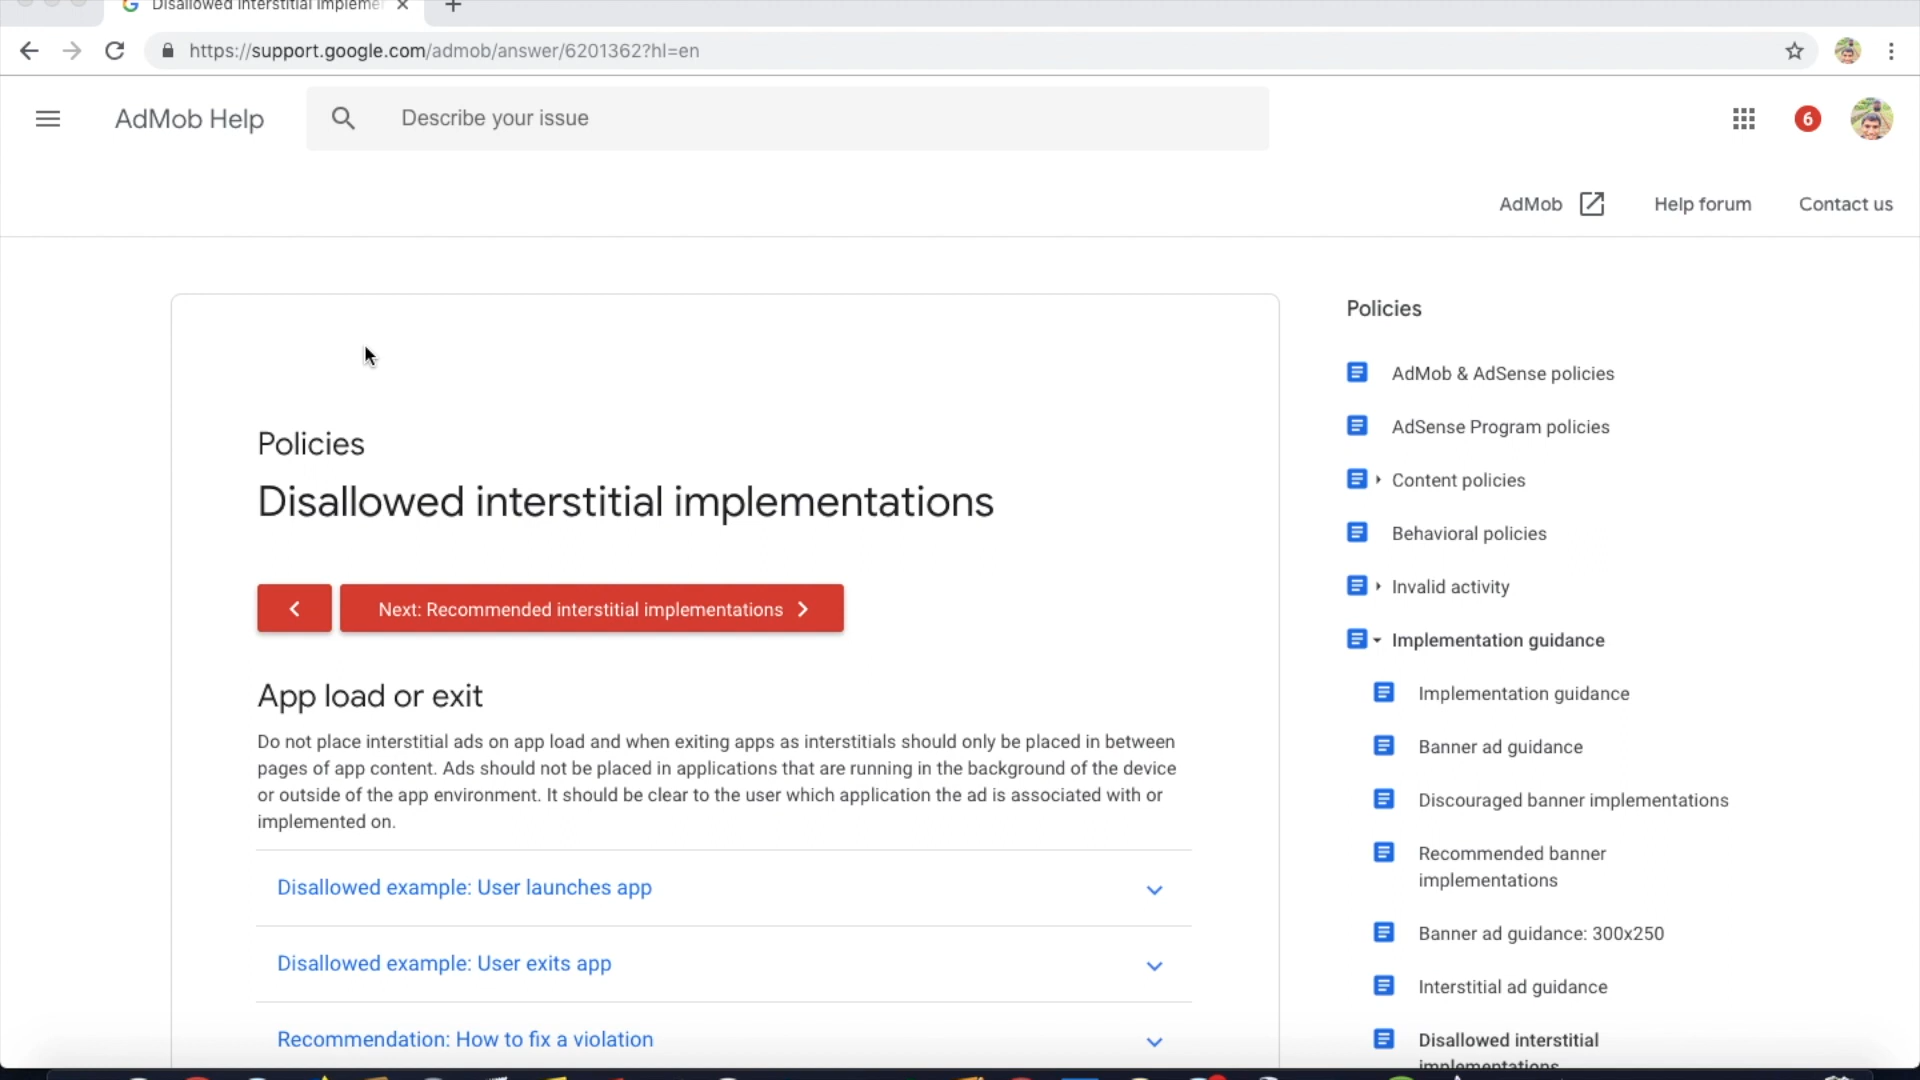 Disallowed interstitial implemen
https://support.google.com/admob/answer/6201362?hl=en
AdMob Help
Describe your issue
6
AdMob
Help forum
Contact us
Policies
Disallowed interstitial implementations
Next: Recommended interstitial implementations
App load or exit
Do not place interstitial ads on app load and when exiting apps as interstitials should only be placed in between
pages of app content. Ads should not be placed in applications that are running in the background of the device
or outside of the app environment. It should be clear to the user which application the ad is associated with or
implemented on.
Disallowed example: User launches app
Disallowed example: User exits app
Recommendation: How to fix a violation
Policies
AdMob & AdSense policies
AdSense Program policies
Content policies
Behavioral policies
Invalid activity
Implementation guidance
Implementation guidance
Banner ad guidance
Discouraged banner implementations
Recommended banner
implementations
Banner ad guidance: 300x250
Interstitial ad guidance
Disallowed interstitial
implementations